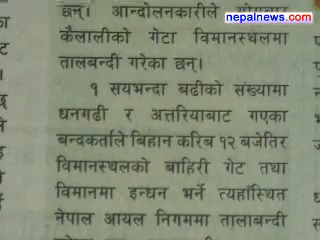 nepalnews.com
छन्। आन्दोलनकारीले
कैलालीको गेटा विमानस्थलमा
तालबन्दी गरेका छन्।
१ सयभन्दा बढीको संख्यामा
धनगढी र अत्तरियाबाट गएका
बन्दकर्ताले बिहान करिब १२ बजेतिर
विमानस्थलको बाहिरी गेट तथा
विमानमा इन्धन भर्ने त्यहाँस्थित
नेपाल आयल निगममा तालाबन्दी